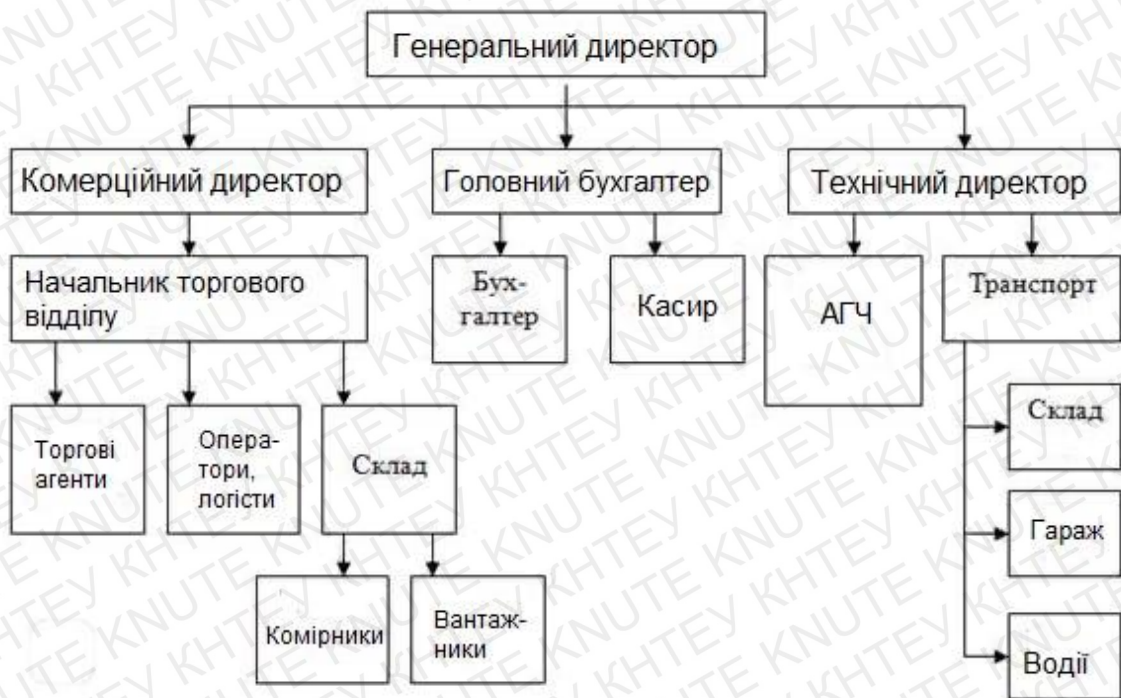 Генеральний директор
Комерційний директор
Головний бухгалтер
Технічний директор
Начальник торгового
відділу
Бух-
галтер
Касир
АГЧ
Транспорт
Торгові
агенти
Опера-
тори,
логісти
Склад
Комірники
Вантаж-
ники
Склад
Гараж
Водії